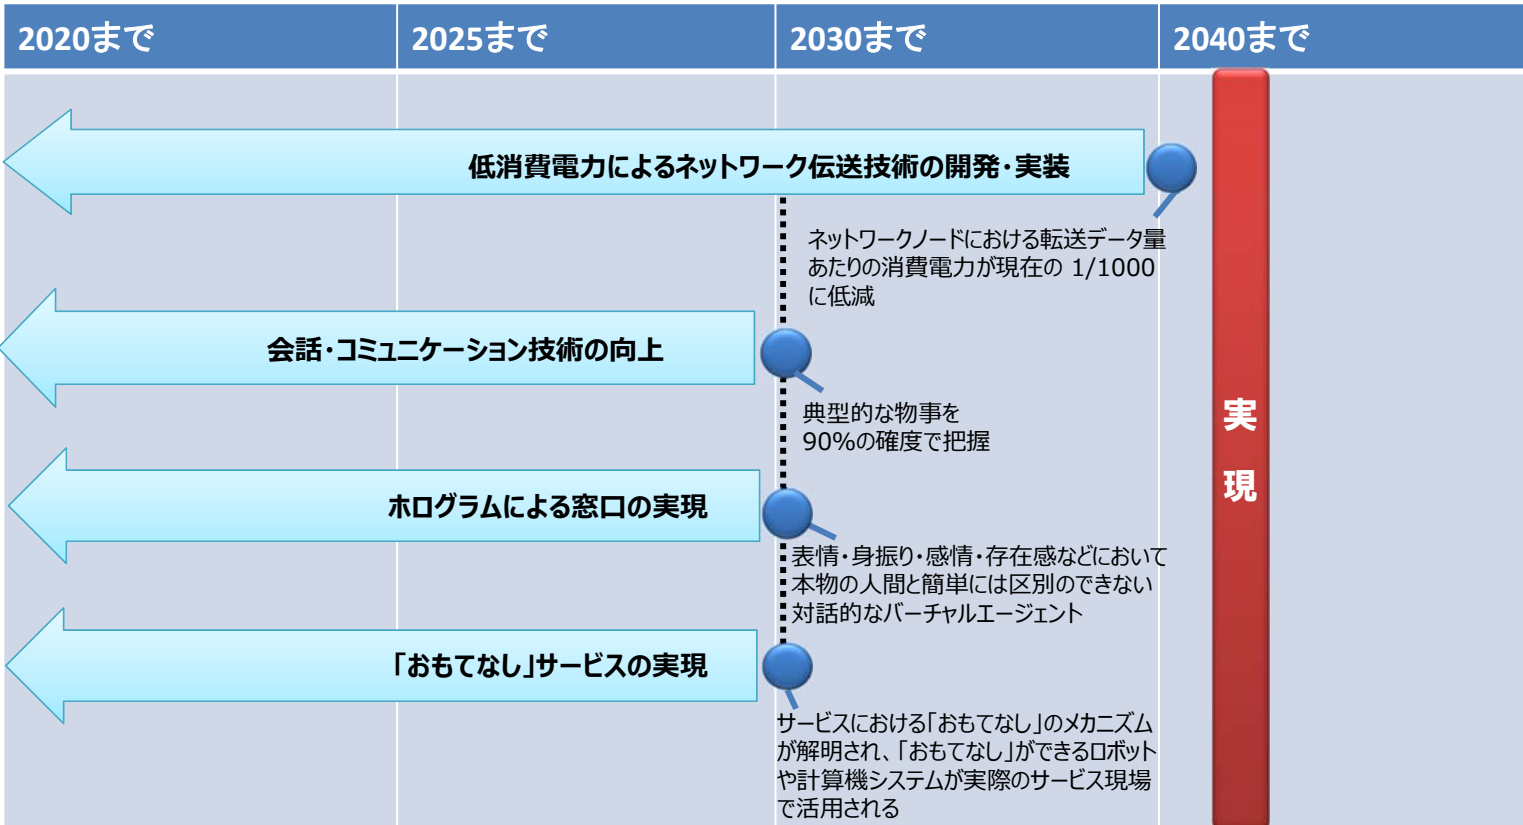 2020まで
2025まで
2030まで
2040まで
低消費電力によるネットワーク伝送技術の開発・実装
ネットワークノードにおける転送データ量
あたりの消費電力が現在の 1/1000
に低減
会話・コミュニケーション技術の向上
典型的な物事を
90%の確度で把握
ホログラムによる窓口の実現
表情・身振り・感情・存在感などにおいて
本物の人間と簡単には区別のできない
対話的なバーチャルエージェント
「おもてなし」サービスの実現
サービスにおける「おもてなし」のメカニズム
が解明され、「おもてなし」ができるロボット
や計算機システムが実際のサービス現場
で活用される
実
現